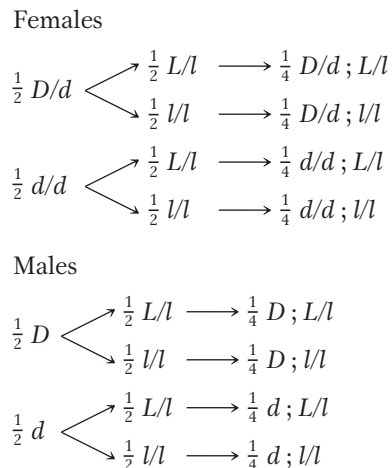 Females
1/2 D/d → 1/2 L/l → 1/4 D/d ; L/l
1/2 l/l → 1/4 D/d ; l/l
1/2 d/d → 1/2 L/l → 1/4 d/d ; L/l
1/2 l/l → 1/4 d/d ; l/l
Males
1/2 D → 1/2 L/l → 1/4 D ; L/l
1/2 l/l → 1/4 D ; l/l
1/2 d → 1/2 L/l → 1/4 d ; L/l
1/2 l/l → 1/4 d ; l/l